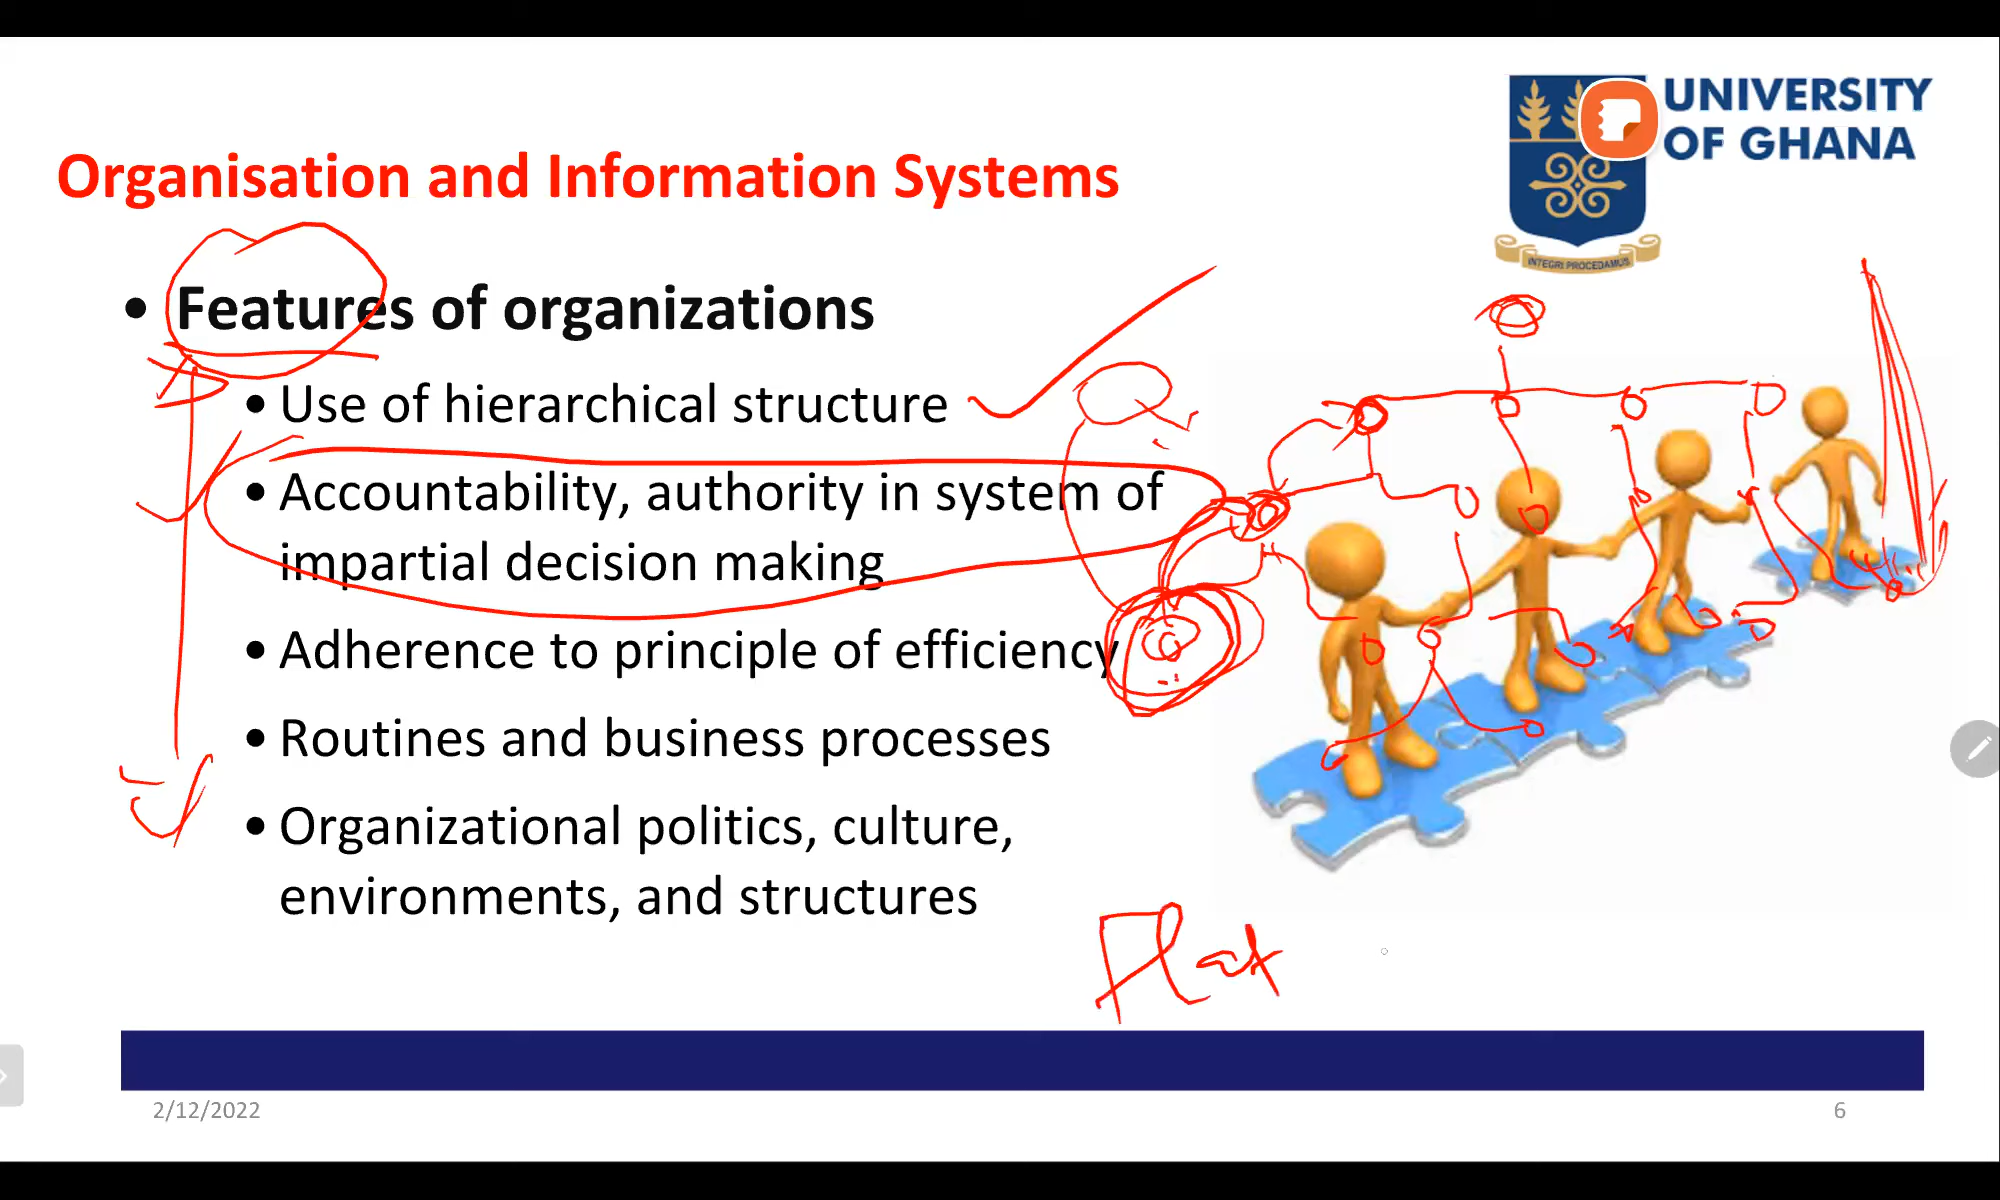 UNIVERSITY
OF GHANA
INTEGRI PROCEDAMUS
Organisation and Information Systems
• Features of organizations
• Use of hierarchical structure
• Accountability, authority in system of
impartial decision making
• Adherence to principle of efficiency
• Routines and business processes
• Organizational politics, culture,
environments, and structures
Flat
2/12/2022
6